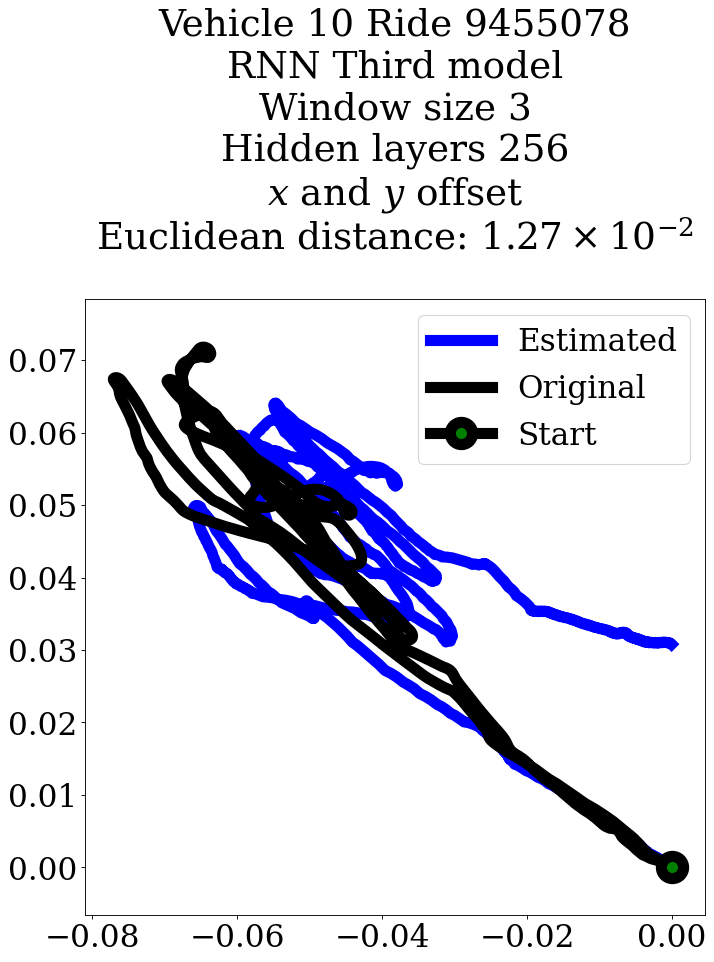 Vehicle 10 Ride 9455078
RNN Third model
Window size 3
Hidden layers 256
x and y offset
Euclidean distance: 1.27 × 10⁻²
Estimated
Original
Start
0.07
0.06
0.05
0.04
0.03
0.02
0.01
0.00
−0.08 −0.06 −0.04 −0.02 0.00